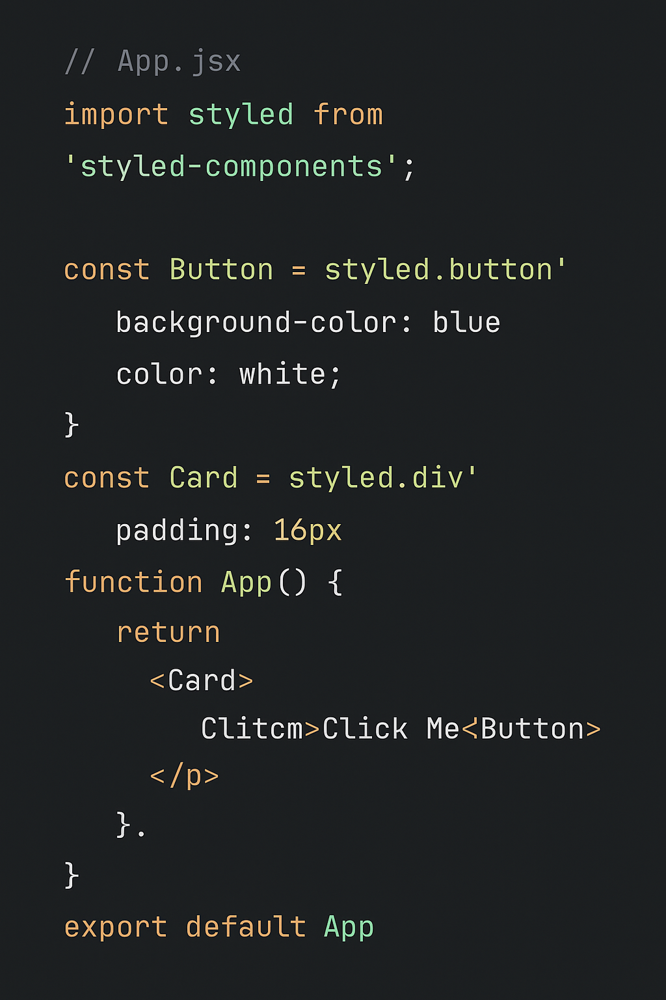 // App.jsx
import styled from
'styled-components';
const Button = styled.button'
background-color: blue
color: white;
}
const Card = styled.div'
padding: 16px
function App() {
return
<Card>
Clitcm>Click Me<Button>
</p>
}.
}
export default App